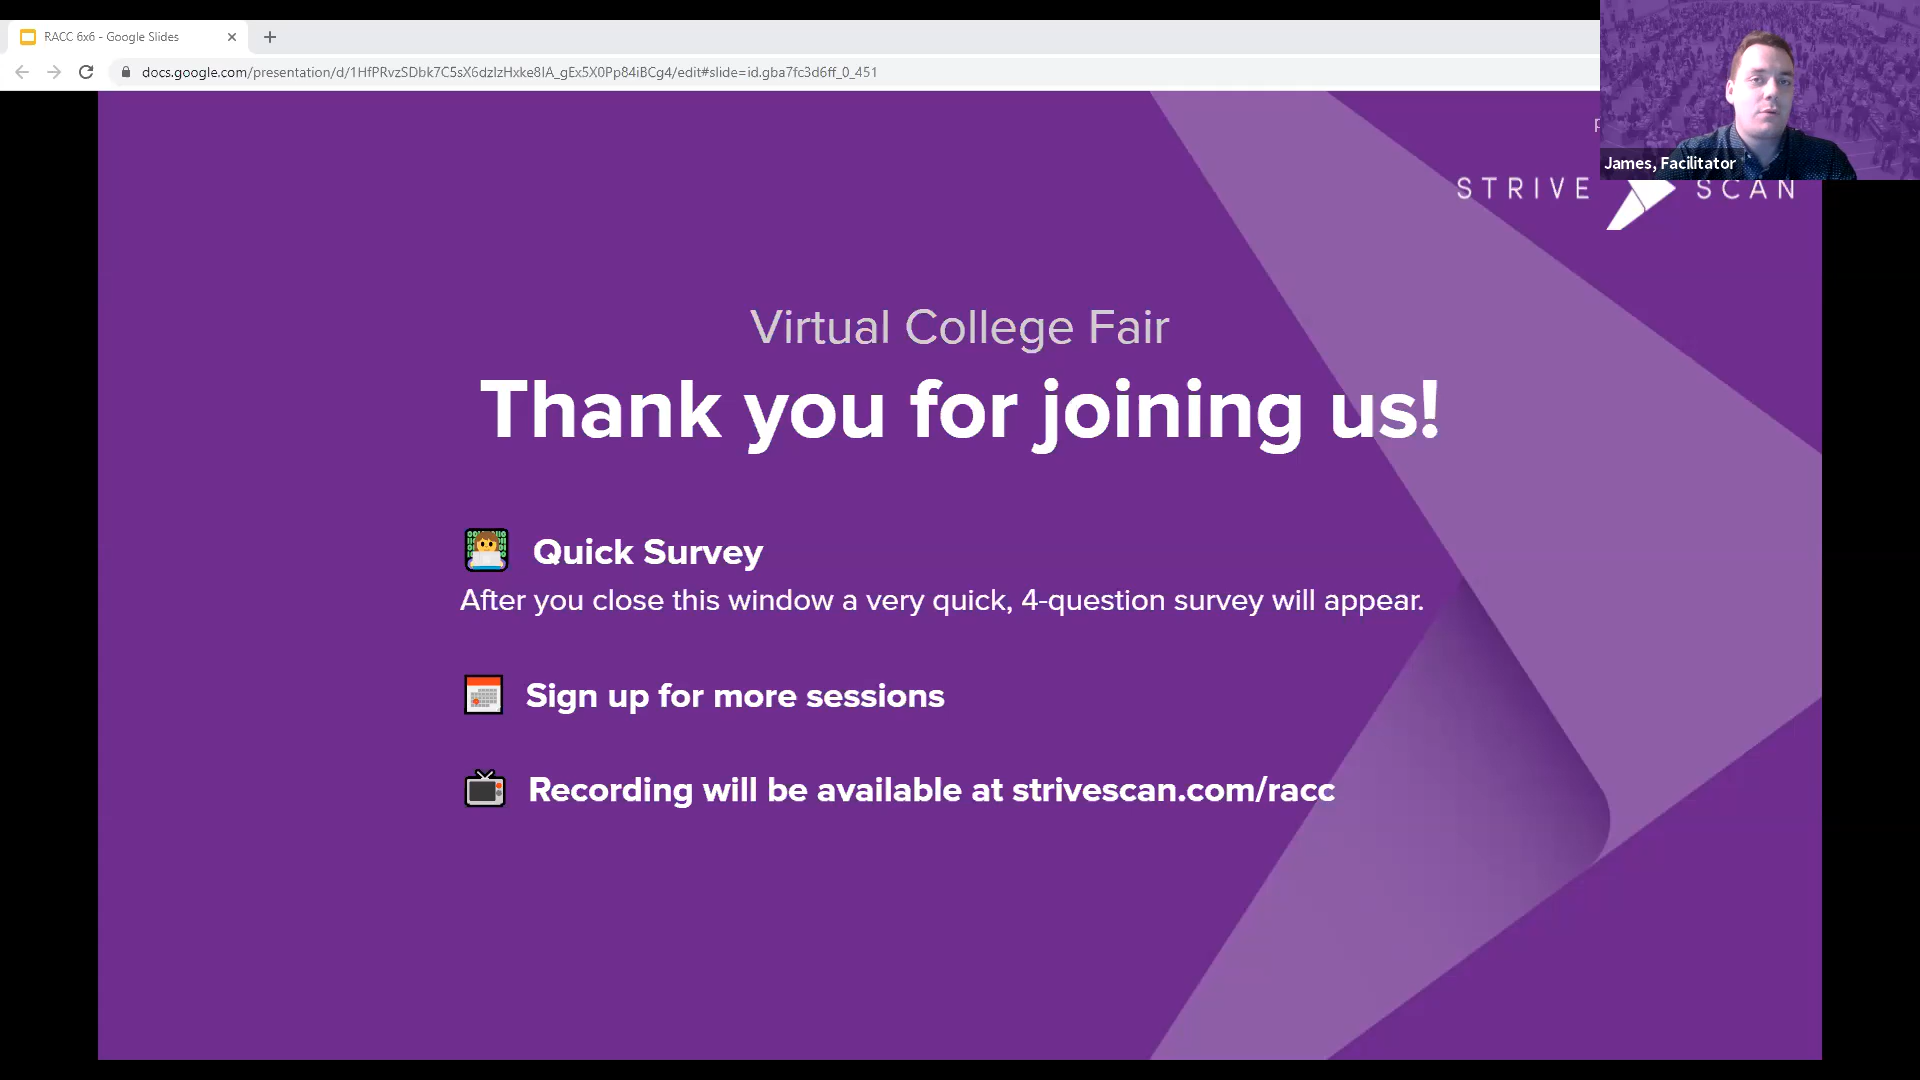 RACC 6x6 - Google Slides
docs.google.com/presentation/d/1HfPRvzSDbk7C5sX6dzlzHxke8IA_gEx5X0Pp84iBCg4/edit#slide=id.gba7fc3d6ff_0_451
James, Facilitator
STRIVE SCAN
Virtual College Fair
Thank you for joining us!
Quick Survey
After you close this window a very quick, 4-question survey will appear.
Sign up for more sessions
Recording will be available at strivescan.com/racc